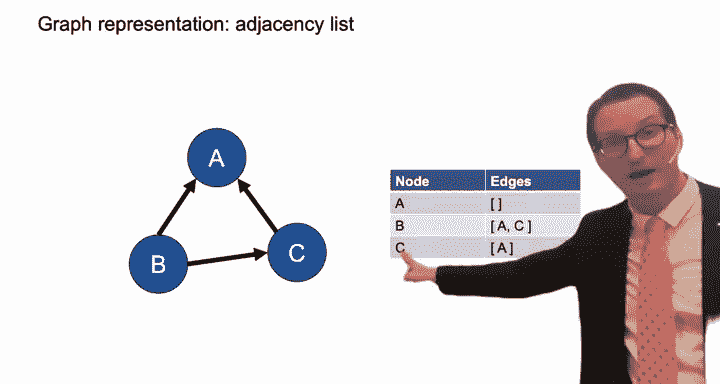 Graph representation: adjacency list
A
B
C
Node Edges
A [ ]
B [ A, C ]
C [ A ]